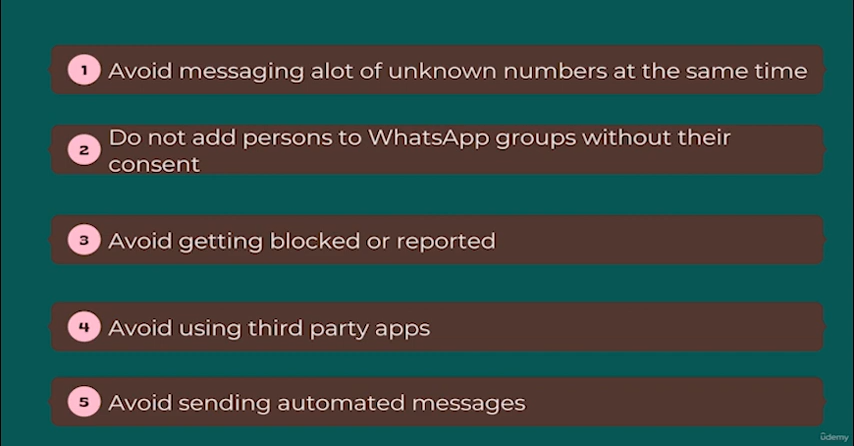 1 Avoid messaging alot of unknown numbers at the same time
2 Do not add persons to WhatsApp groups without their
consent
3 Avoid getting blocked or reported
4 Avoid using third party apps
5 Avoid sending automated messages
ûdemy